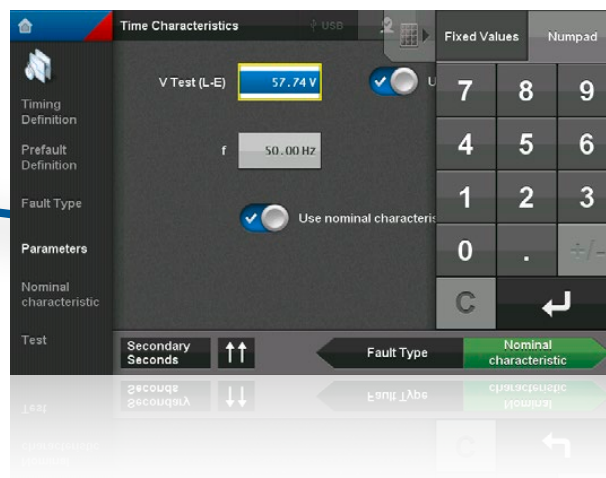 Time Characteristics
USB
Fixed Values
Numpad
Timing
Definition
Prefault
Definition
Fault Type
Parameters
Nominal
characteristic
Test
V Test (L-E)
57.74 V
U
f
50.00 Hz
Use nominal characteris
7 8 9
4 5 6
1 2 3
0 . +/-
C
Secondary
Seconds
Fault Type
Nominal
characteristic